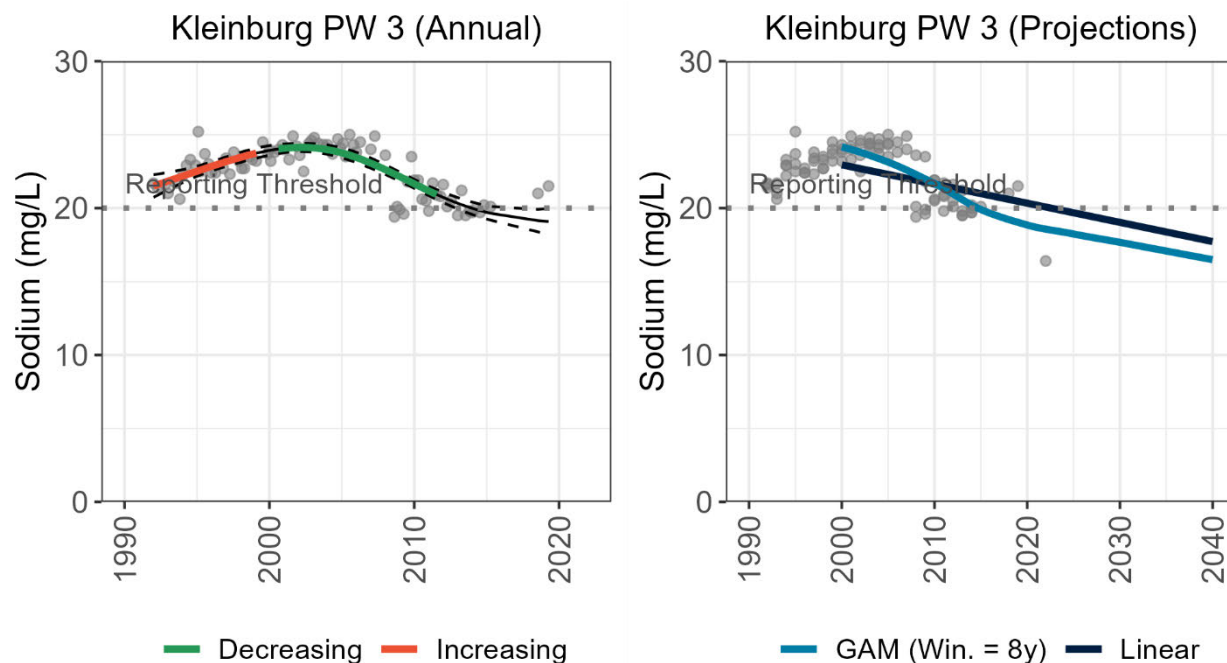 Kleinburg PW 3 (Annual)
Sodium (mg/L)
30
20
10
0
Reporting Threshold
1990
2000
2010
2020
Decreasing
Increasing
Kleinburg PW 3 (Projections)
Sodium (mg/L)
30
20
10
0
Reporting Threshold
1990
2000
2010
2020
2030
2040
GAM (Win. = 8y)
Linear